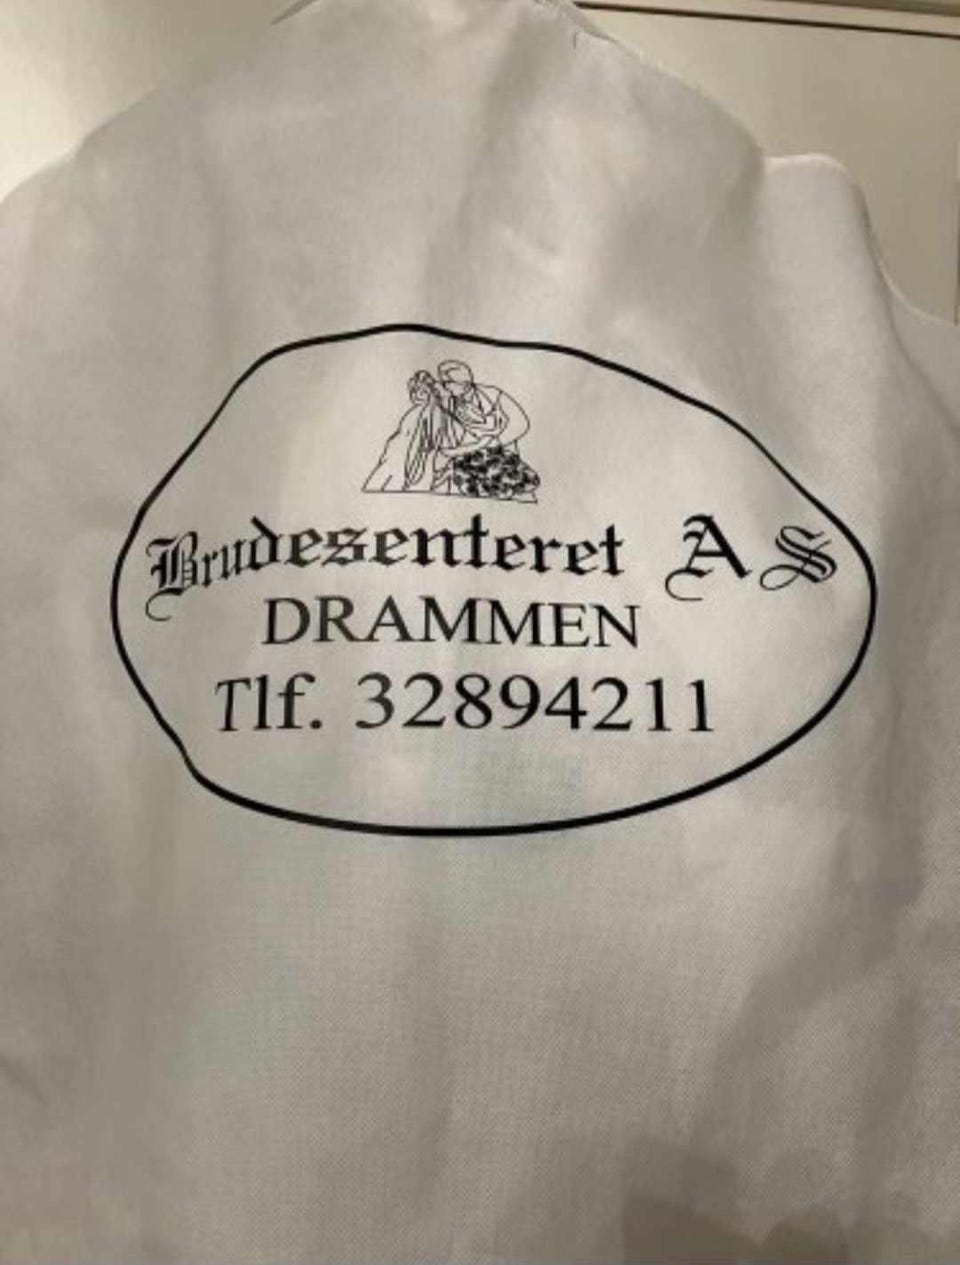 Brudesenteret AS
DRAMMEN
Tlf. 32894211